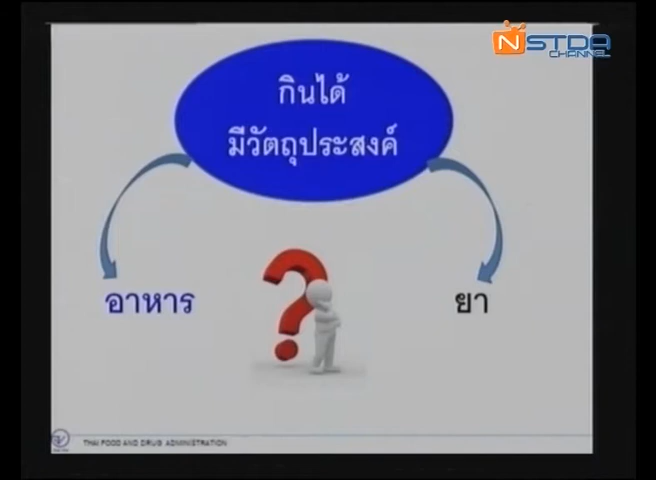 NSTDA
CHANNEL
กินได้
มีวัตถุประสงค์
อาหาร
ยา
THAI FOOD AND DRUG ADMINISTRATION